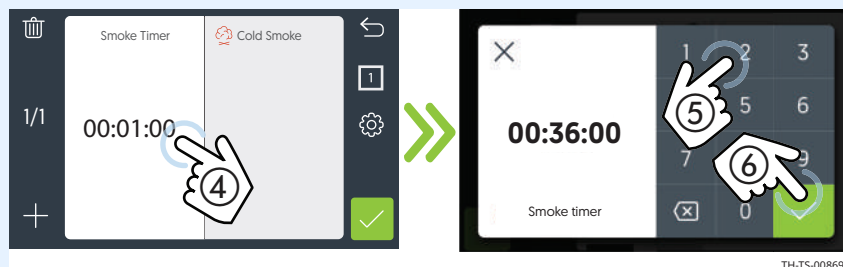 Smoke Timer
Cold Smoke
1
1/1
00:01:00
4
1 2 3
00:36:00
5 5 6
7 6 9
Smoke timer
0
TH-TS-00869